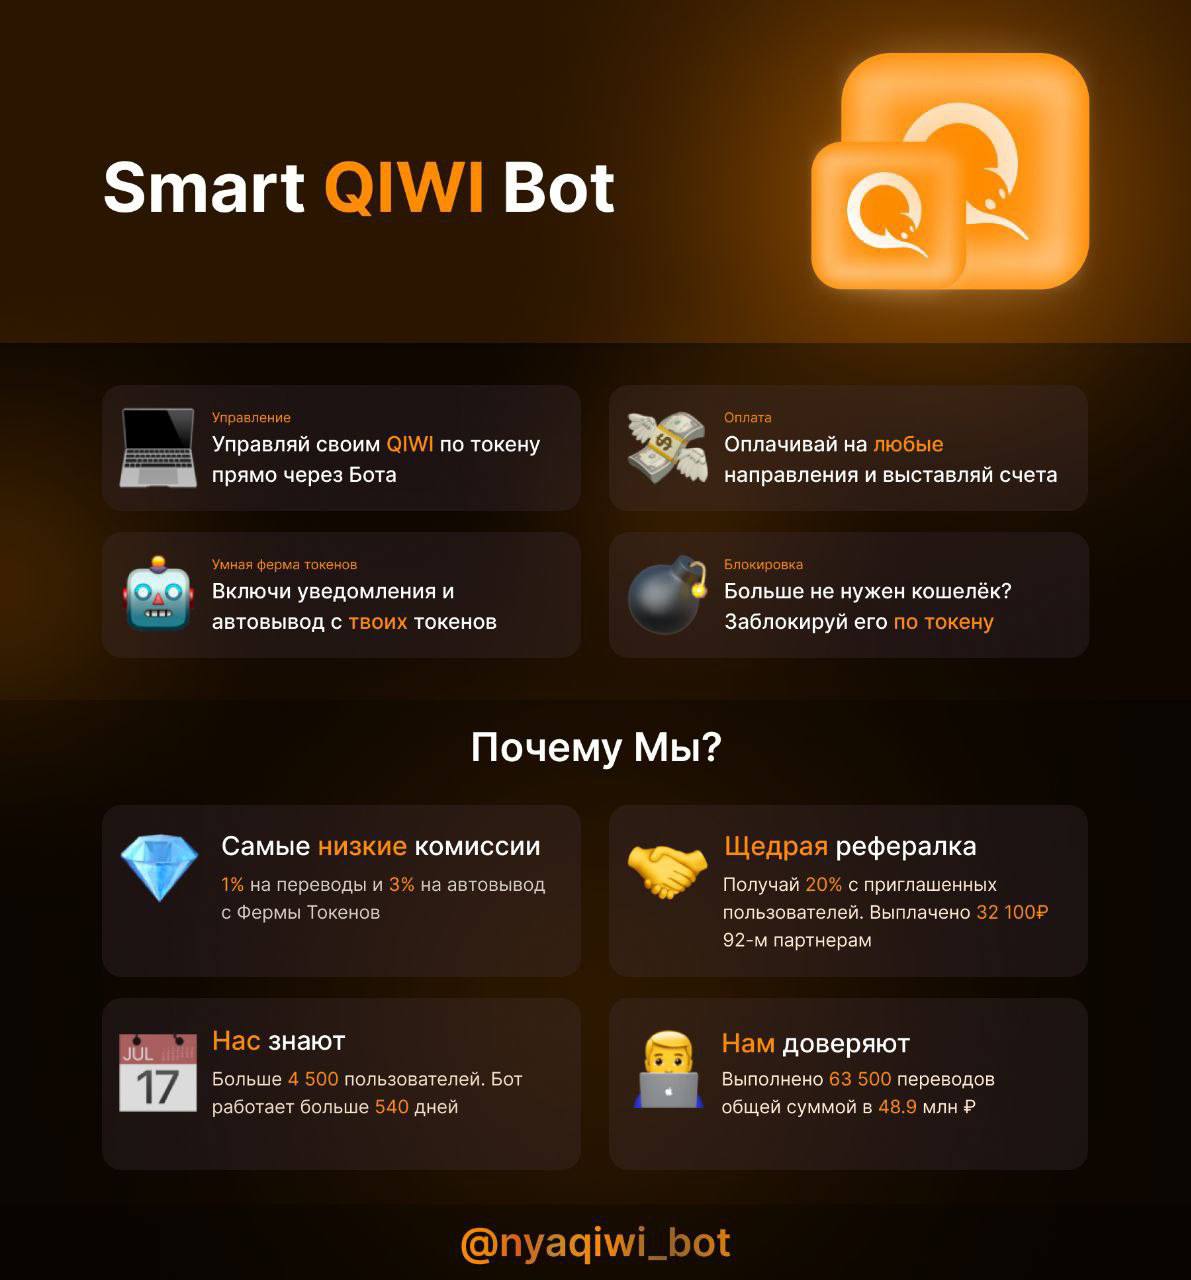 Smart QIWI Bot
Управление
Управляй своим QIWI по токену
прямо через Бота
Оплата
Оплачивай на любые
направления и выставляй счета
Умная ферма токенов
Включи уведомления и
автовывод с твоих токенов
Блокировка
Больше не нужен кошелёк?
Заблокируй его по токену
Почему Мы?
Самые низкие комиссии
1% на переводы и 3% на автовывод
с Фермы Токенов
Щедрая рефералка
Получай 20% с приглашенных
пользователей. Выплачено 32 100₽
92-м партнерам
JUL
17
Нас знают
Больше 4 500 пользователей. Бот
работает больше 540 дней
Нам доверяют
Выполнено 63 500 переводов
общей суммой в 48.9 млн ₽
@nyaqiwi_bot